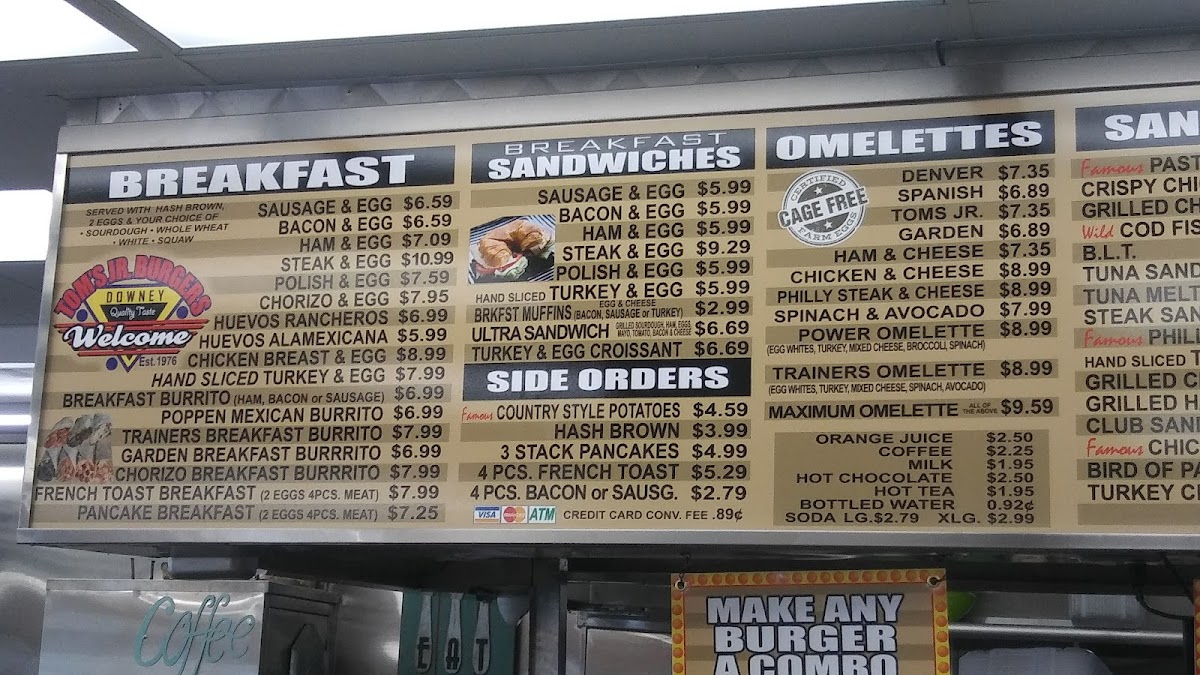 BREAKFAST
SERVED WITH HASH BROWN,
2 EGGS & YOUR CHOICE OF
• SOURDOUGH • WHOLE WHEAT
• WHITE • SQUAW
SAUSAGE & EGG $6.59
BACON & EGG $6.59
HAM & EGG $7.09
STEAK & EGG $10.99
POLISH & EGG $7.59
CHORIZO & EGG $7.95
HUEVOS RANCHEROS $6.99
HUEVOS ALAMEXICANA $5.99
CHICKEN BREAST & EGG $8.99
HAND SLICED TURKEY & EGG $7.99
BREAKFAST BURRITO (HAM, BACON or SAUSAGE) $6.99
POPPEN MEXICAN BURRITO $6.99
TRAINERS BREAKFAST BURRITO $7.99
GARDEN BREAKFAST BURRRITO $6.99
CHORIZO BREAKFAST BURRRITO $7.99
FRENCH TOAST BREAKFAST (2 EGGS 4PCS. MEAT) $7.99
PANCAKE BREAKFAST (2 EGGS 4PCS. MEAT) $7.25
TOM'S JR. BURGERS
DOWNEY
Quality Taste
Welcome
Est. 1976
BREAKFAST
SANDWICHES
SAUSAGE & EGG $5.99
BACON & EGG $5.99
HAM & EGG $5.99
STEAK & EGG $9.29
POLISH & EGG $5.99
HAND SLICED TURKEY & EGG $5.99
BRKFST MUFFINS EGG & CHEESE (BACON, SAUSAGE or TURKEY) $2.99
ULTRA SANDWICH GRILLED SOURDOUGH, HAM, EGGS, MAYO, TOMATO, BACON & CHEESE $6.69
TURKEY & EGG CROISSANT $6.69
SIDE ORDERS
Famous COUNTRY STYLE POTATOES $4.59
HASH BROWN $3.99
3 STACK PANCAKES $4.99
4 PCS. FRENCH TOAST $5.29
4 PCS. BACON or SAUSG. $2.79
VISA ATM CREDIT CARD CONV. FEE .89¢
OMELETTES
CERTIFIED
CAGE FREE
FARM EGGS
DENVER $7.35
SPANISH $6.89
TOMS JR. $7.35
GARDEN $6.89
HAM & CHEESE $7.35
CHICKEN & CHEESE $8.99
PHILLY STEAK & CHEESE $8.99
SPINACH & AVOCADO $7.99
POWER OMELETTE $8.99
(EGG WHITES, TURKEY, MIXED CHEESE, BROCCOLI, SPINACH)
TRAINERS OMELETTE $8.99
(EGG WHITES, TURKEY, MIXED CHEESE, SPINACH, AVOCADO)
MAXIMUM OMELETTE ALL OF THE ABOVE $9.59
ORANGE JUICE $2.50
COFFEE $2.25
MILK $1.95
HOT CHOCOLATE $2.50
HOT TEA $1.95
BOTTLED WATER 0.92¢
SODA LG. $2.79 XLG. $2.99
SAN
Famous PAST
CRISPY CHI
GRILLED CH
Wild COD FIS
B.L.T.
TUNA SAND
TUNA MELT
STEAK SAN
Famous PHILL
HAND SLICED T
GRILLED C
GRILLED H
CLUB SAN
Famous CHIC
BIRD OF PA
TURKEY C
Coffee
EAT
MAKE ANY
BURGER
A COMBO